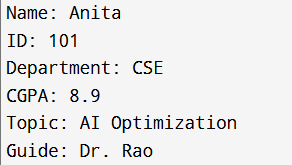 Name: Anita
ID: 101
Department: CSE
CGPA: 8.9
Topic: AI Optimization
Guide: Dr. Rao